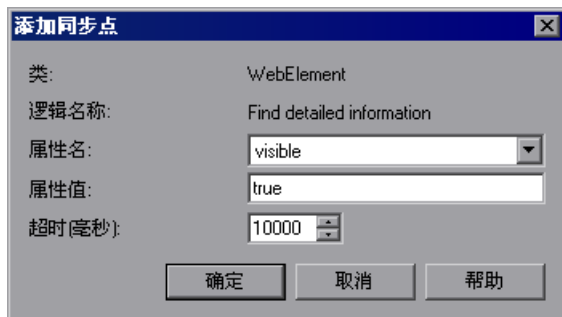 添加同步点
类: WebElement
逻辑名称: Find detailed information
属性名: visible
属性值: true
超时(毫秒): 10000
确定 取消 帮助